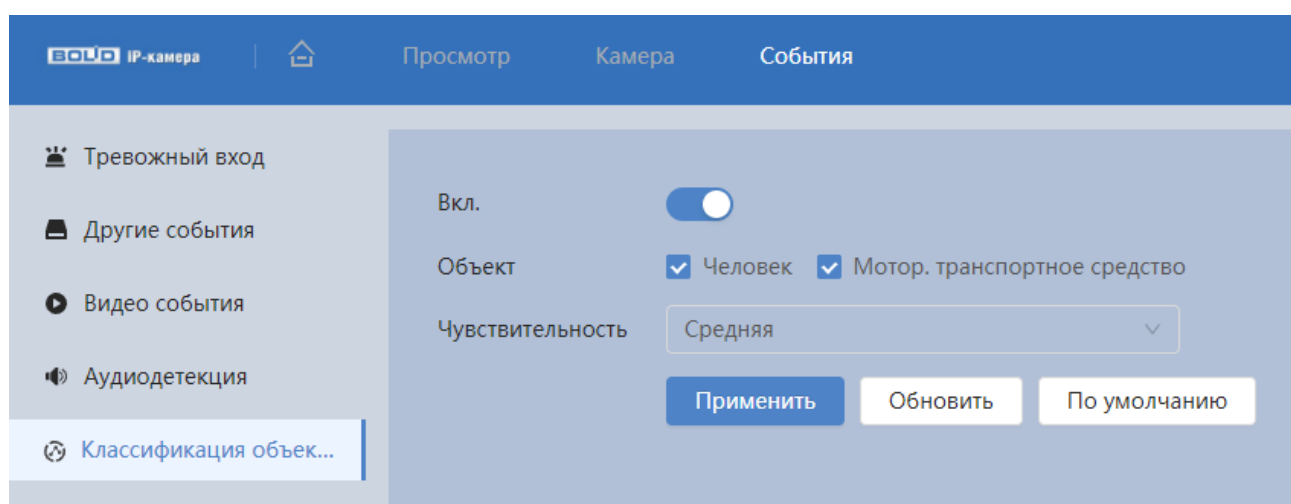 BOLID IP-камера Просмотр Камера События
Тревожный вход
Другие события
Видео события
Аудиодетекция
Классификация объек...
Вкл.
Объект Человек Мотор. транспортное средство
Чувствительность Средняя
Применить Обновить По умолчанию